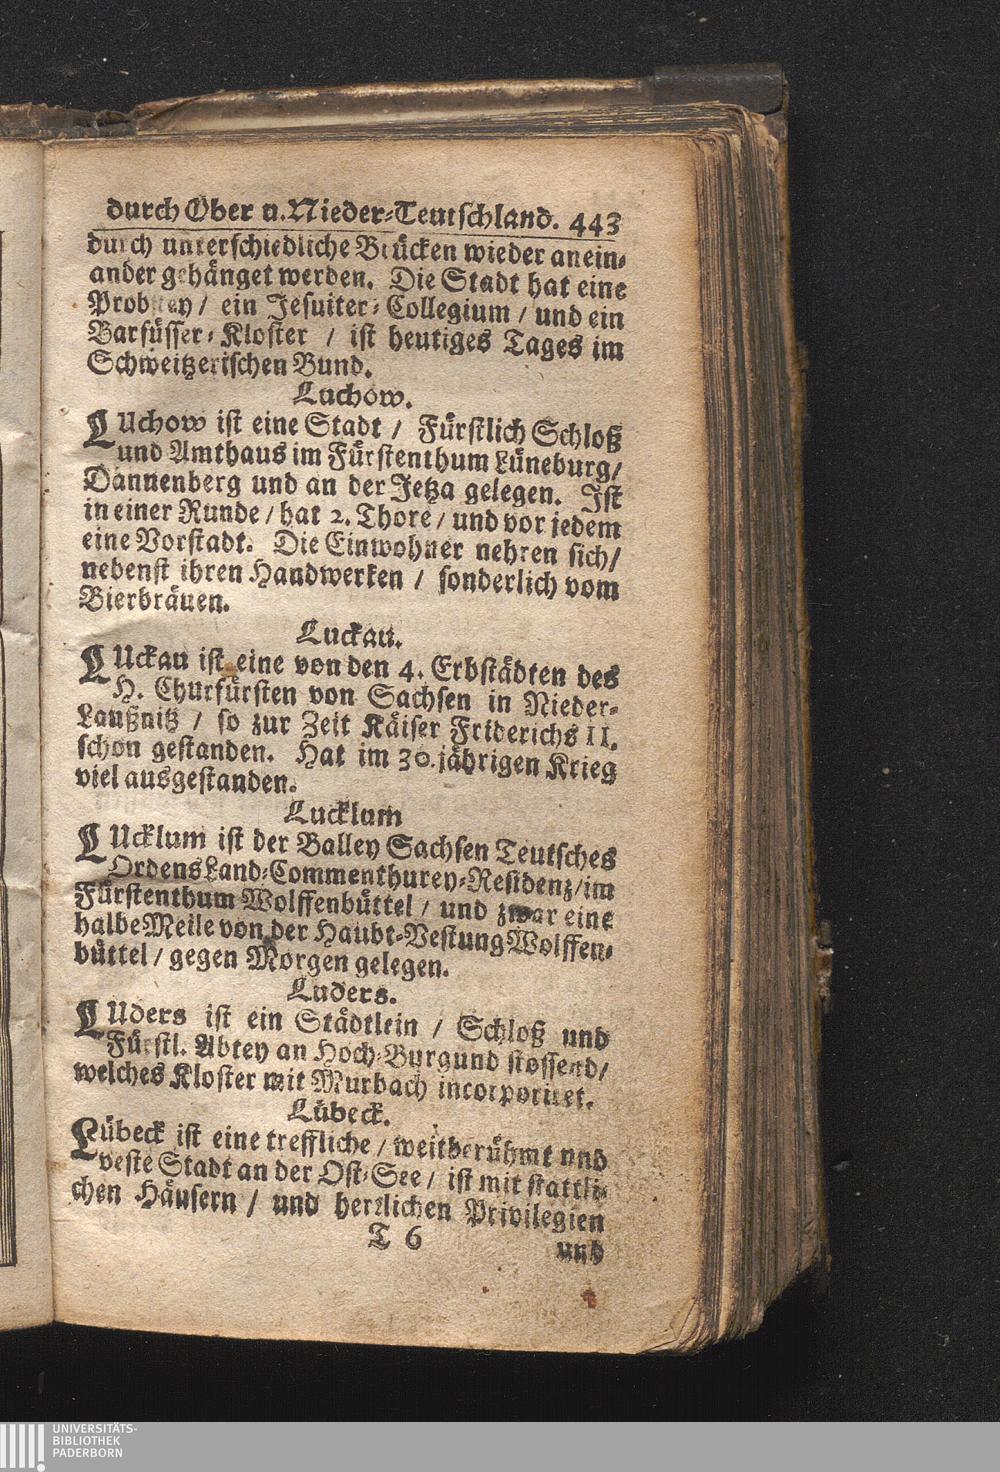 durch Ober u. Nieder-Teutschland. 443
durch unterschiedliche Brücken wieder anein-
ander gehänget werden. Die Stadt hat eine
Probstey / ein Jesuiter-Collegium / und ein
Barfüsser-Kloster / ist heutiges Tages im
Schweitzerischen Bund.
Luchow.
LUchow ist eine Stadt / Fürstlich Schloß
und Amthaus im Fürstenthum Lüneburg /
Dannenberg und an der Jetza gelegen. Ist
in einer Runde / hat 2. Thore / und vor jedem
eine Vorstadt. Die Einwohner nehren sich /
nebenst ihren Handwerken / sonderlich vom
Bierbräuen.
Luckau.
LUckau ist eine von den 4. Erbstädten des
H. Churfürsten von Sachsen in Nieder-
Laußnitz / so zur Zeit Käiser Friderichs II.
schon gestanden. Hat im 30. jährigen Krieg
viel ausgestanden.
Lucklum
LUcklum ist der Balley Sachsen Teutsches
Ordens Land-Commenthurey-Residenz / im
Fürstenthum Wolffenbüttel / und zwar eine
halbe Meile von der Haubt-Vestung Wolffen-
büttel / gegen Morgen gelegen.
Luders.
LUders ist ein Städtlein / Schloß und
Fürstl. Abtey an Hoch-Burgund stossend /
welches Kloster mit Murbach incorporiret.
Lübeck.
Lübeck ist eine treffliche / weitberühmt und
veste Stadt an der Ost-See / ist mit stattli-
chen Häusern / und herrlichen Privilegien
T 6 und
UNIVERSITÄTS-
BIBLIOTHEK
PADERBORN